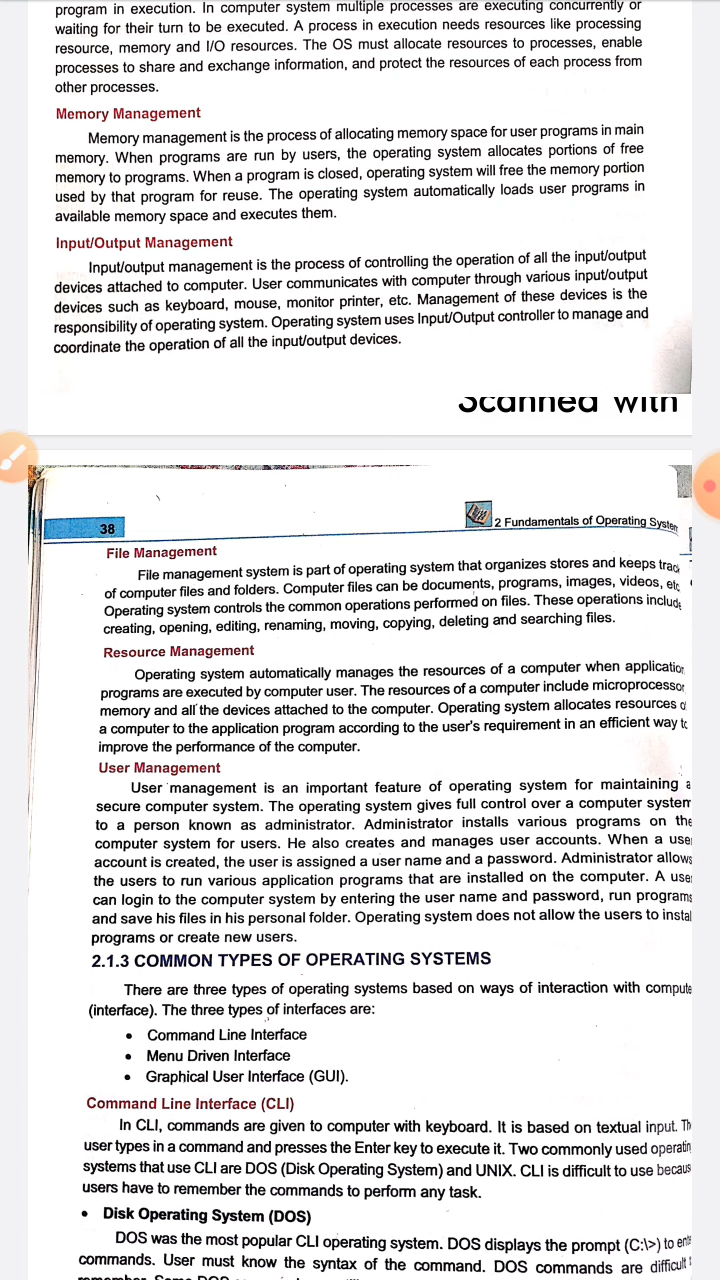 program in execution. In computer system multiple processes are executing concurrently or
waiting for their turn to be executed. A process in execution needs resources like processing
resource, memory and I/O resources. The OS must allocate resources to processes, enable
processes to share and exchange information, and protect the resources of each process from
other processes.
Memory Management
Memory management is the process of allocating memory space for user programs in main
memory. When programs are run by users, the operating system allocates portions of free
memory to programs. When a program is closed, operating system will free the memory portion
used by that program for reuse. The operating system automatically loads user programs in
available memory space and executes them.
Input/Output Management
Input/output management is the process of controlling the operation of all the input/output
devices attached to computer. User communicates with computer through various input/output
devices such as keyboard, mouse, monitor printer, etc. Management of these devices is the
responsibility of operating system. Operating system uses Input/Output controller to manage and
coordinate the operation of all the input/output devices.
Scanned with
38
2 Fundamentals of Operating System
File Management
File management system is part of operating system that organizes stores and keeps track
of computer files and folders. Computer files can be documents, programs, images, videos, etc
Operating system controls the common operations performed on files. These operations include
creating, opening, editing, renaming, moving, copying, deleting and searching files.
Resource Management
Operating system automatically manages the resources of a computer when application
programs are executed by computer user. The resources of a computer include microprocessor
memory and all the devices attached to the computer. Operating system allocates resources o
a computer to the application program according to the user's requirement in an efficient way to
improve the performance of the computer.
User Management
User management is an important feature of operating system for maintaining a
secure computer system. The operating system gives full control over a computer system
to a person known as administrator. Administrator installs various programs on the
computer system for users. He also creates and manages user accounts. When a user
account is created, the user is assigned a user name and a password. Administrator allows
the users to run various application programs that are installed on the computer. A user
can login to the computer system by entering the user name and password, run programs
and save his files in his personal folder. Operating system does not allow the users to instal
programs or create new users.
2.1.3 COMMON TYPES OF OPERATING SYSTEMS
There are three types of operating systems based on ways of interaction with compute
(interface). The three types of interfaces are:
• Command Line Interface
• Menu Driven Interface
• Graphical User Interface (GUI).
Command Line Interface (CLI)
In CLI, commands are given to computer with keyboard. It is based on textual input. Th
user types in a command and presses the Enter key to execute it. Two commonly used operatin
systems that use CLI are DOS (Disk Operating System) and UNIX. CLI is difficult to use becaus
users have to remember the commands to perform any task.
• Disk Operating System (DOS)
DOS was the most popular CLI operating system. DOS displays the prompt (C:\>) to ente
commands. User must know the syntax of the command. DOS commands are difficult t
remember. Some DOS